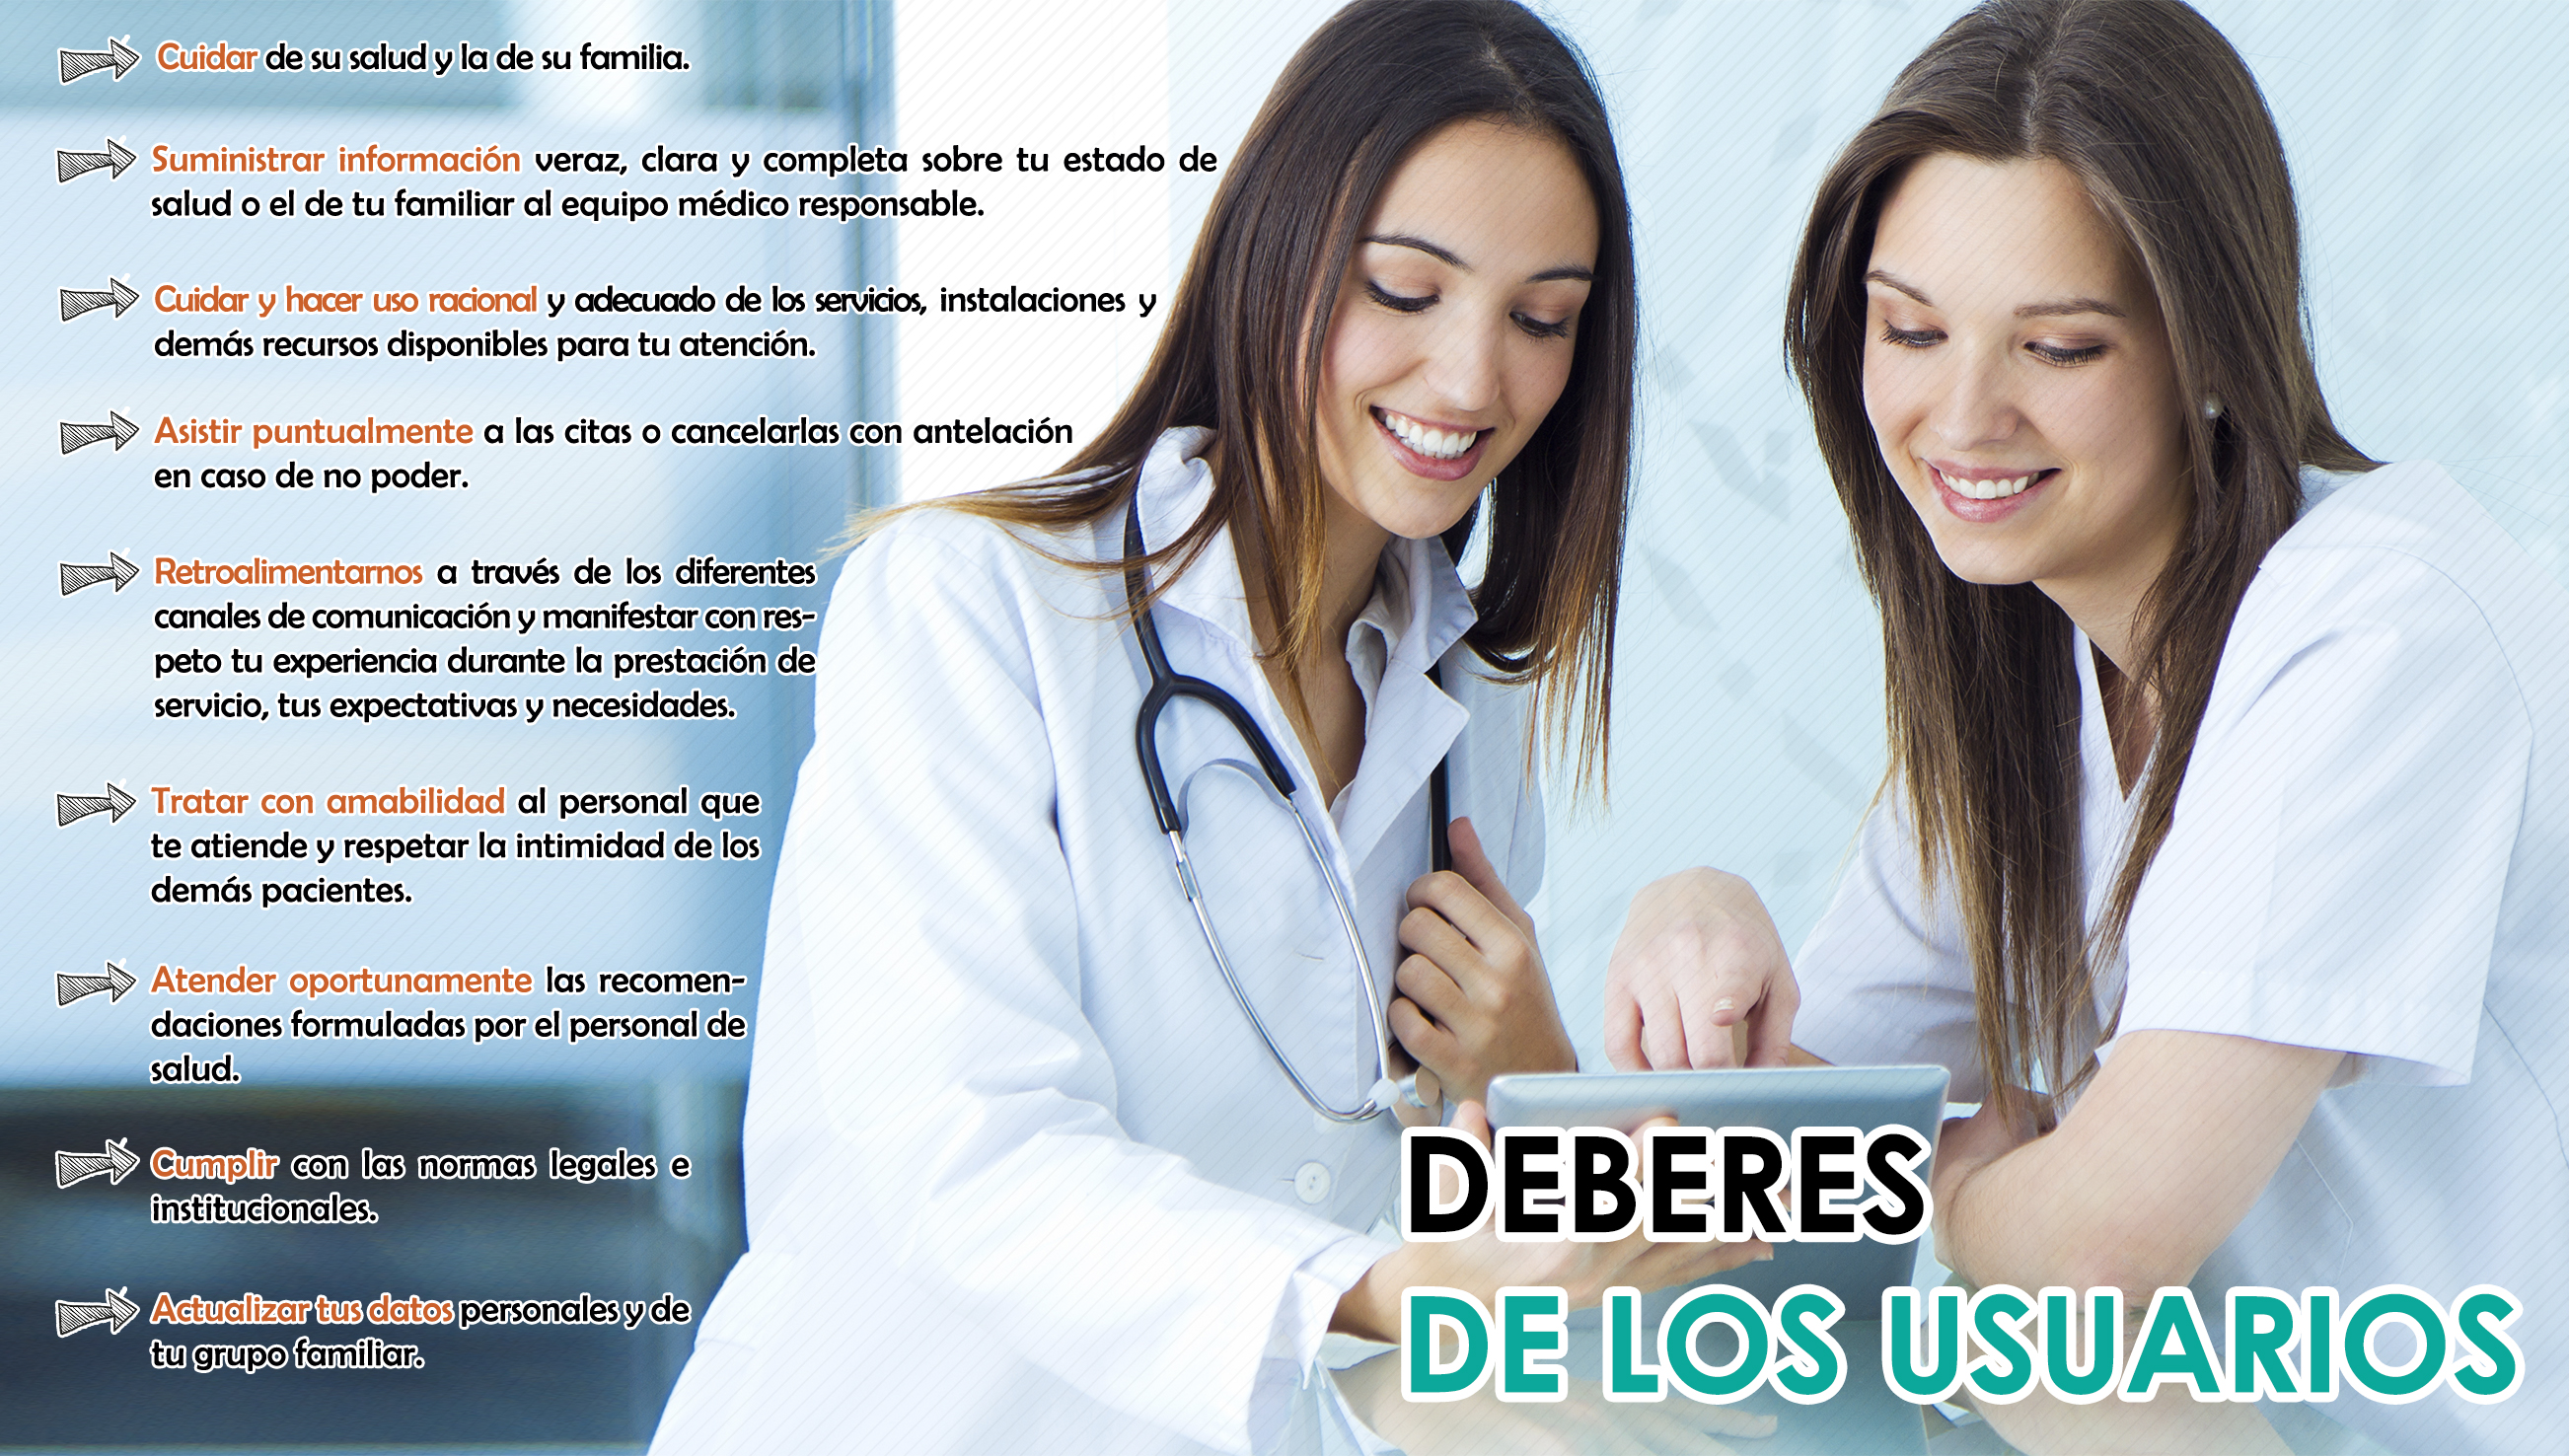 Cuidar de su salud y la de su familia.
Suministrar información veraz, clara y completa sobre tu estado de
salud o el de tu familiar al equipo médico responsable.
Cuidar y hacer uso racional y adecuado de los servicios, instalaciones y
demás recursos disponibles para tu atención.
Asistir puntualmente a las citas o cancelarlas con antelación
en caso de no poder.
Retroalimentarnos a través de los diferentes
canales de comunicación y manifestar con res-
peto tu experiencia durante la prestación de
servicio, tus expectativas y necesidades.
Tratar con amabilidad al personal que
te atiende y respetar la intimidad de los
demás pacientes.
Atender oportunamente las recomen-
daciones formuladas por el personal de
salud.
Cumplir con las normas legales e
institucionales.
Actualizar tus datos personales y de
tu grupo familiar.
DEBERES
DE LOS USUARIOS